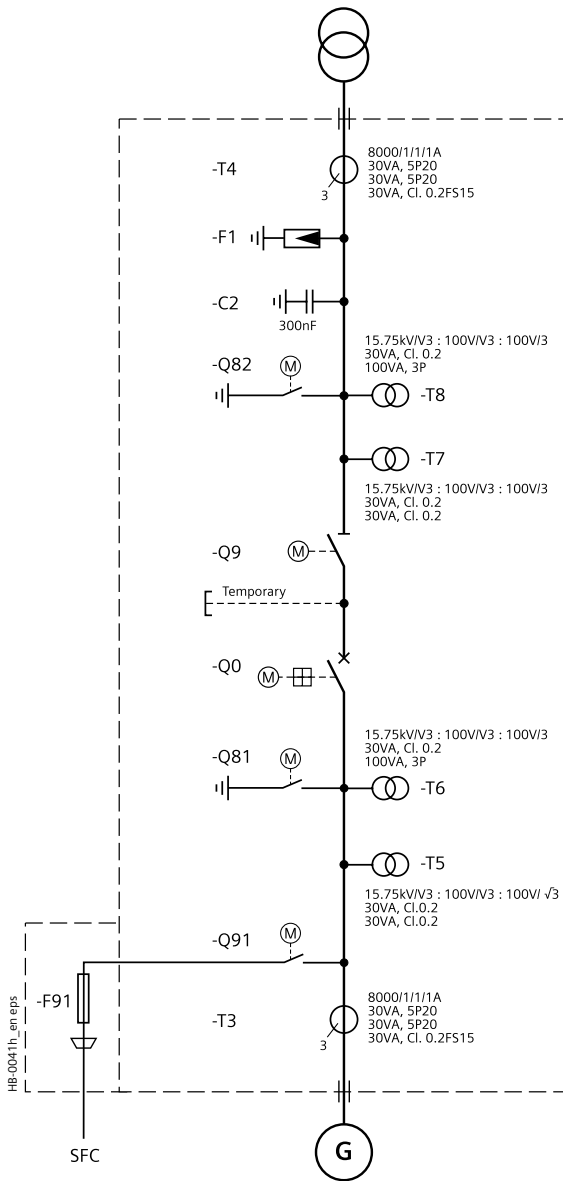 8000/1/1/1A
30VA, 5P20
30VA, 5P20
30VA, Cl. 0.2FS15
-T4
3
-F1
-C2
300nF
15.75kV/V3 : 100V/V3 : 100V/3
30VA, Cl. 0.2
100VA, 3P
-Q82
M
-T8
-T7
15.75kV/V3 : 100V/V3 : 100V/3
30VA, Cl. 0.2
30VA, Cl. 0.2
-Q9
M
Temporary
-Q0
M
15.75kV/V3 : 100V/V3 : 100V/3
30VA, Cl. 0.2
100VA, 3P
-Q81
M
-T6
-T5
15.75kV/V3 : 100V/V3 : 100V/ √3
30VA, Cl.0.2
30VA, Cl.0.2
-Q91
M
-F91
8000/1/1/1A
30VA, 5P20
30VA, 5P20
30VA, Cl. 0.2FS15
-T3
3
HB-0041h_en eps
SFC
G